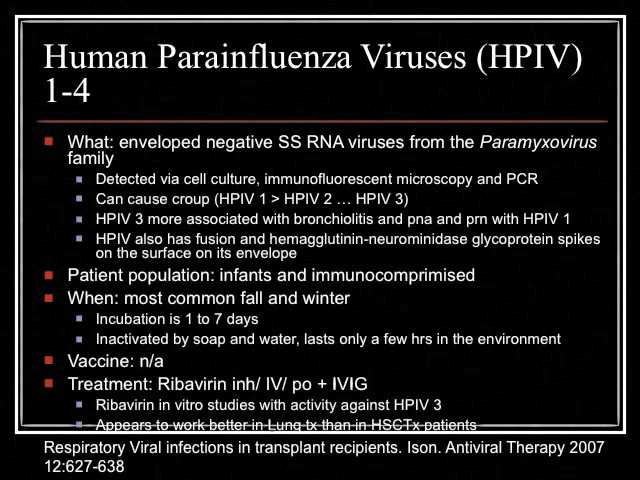 Human Parainfluenza Viruses (HPIV)
1-4
What: enveloped negative SS RNA viruses from the Paramyxovirus
family
Detected via cell culture, immunofluorescent microscopy and PCR
Can cause croup (HPIV 1 > HPIV 2 … HPIV 3)
HPIV 3 more associated with bronchiolitis and pna and prn with HPIV 1
HPIV also has fusion and hemagglutinin-neurominidase glycoprotein spikes
on the surface on its envelope
Patient population: infants and immunocomprimised
When: most common fall and winter
Incubation is 1 to 7 days
Inactivated by soap and water, lasts only a few hrs in the environment
Vaccine: n/a
Treatment: Ribavirin inh/ IV/ po + IVIG
Ribavirin in vitro studies with activity against HPIV 3
Appears to work better in Lung tx than in HSCTx patients
Respiratory Viral infections in transplant recipients. Ison. Antiviral Therapy 2007
12:627-638